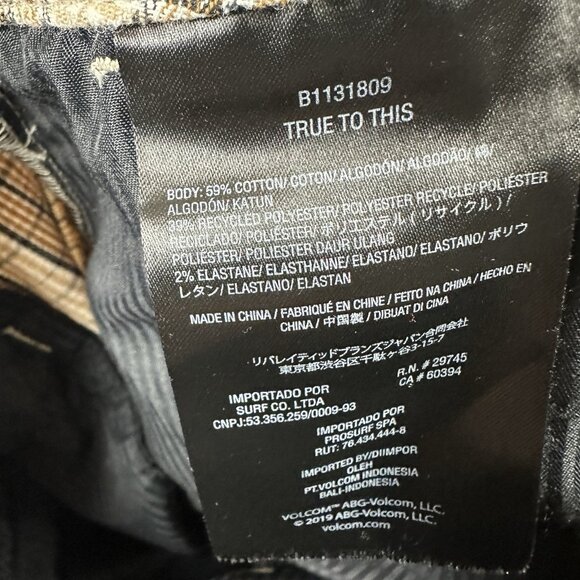 B1131809
TRUE TO THIS
BODY: 59% COTTON/ COTON/ ALGODÓN/ ALGODÃO/ 綿/
ALGODÓN/ KATUN
39% RECYCLED POLYESTER/ POLYESTER RECYCLE/ POLIÉSTER
RECICLADO/ POLIÉSTER/ ポリエステル ( リサイクル ) /
POLIÉSTER/ POLIESTER DAUR ULANG
2% ELASTANE/ ELASTHANNE/ ELASTANO/ ELASTANO/ ポリウ
レタン/ ELASTANO/ ELASTAN
MADE IN CHINA / FABRIQUÉ EN CHINE / FEITO NA CHINA / HECHO EN
CHINA / 中国製 / DIBUAT DI CINA
リバレイティッドブランズジャパン合同会社
東京都渋谷区千駄ヶ谷3-15-7
R.N. # 29745
CA # 60394
IMPORTADO POR
SURF CO. LTDA
CNPJ:53.356.259/0009-93
IMPORTADO POR
PROSURF SPA
RUT: 76.434.444-8
IMPORTED BY/DIIMPOR
OLEH
PT.VOLCOM INDONESIA
BALI-INDONESIA
VOLCOM™ ABG-Volcom, LLC.
© 2019 ABG-Volcom, LLC.
volcom.com